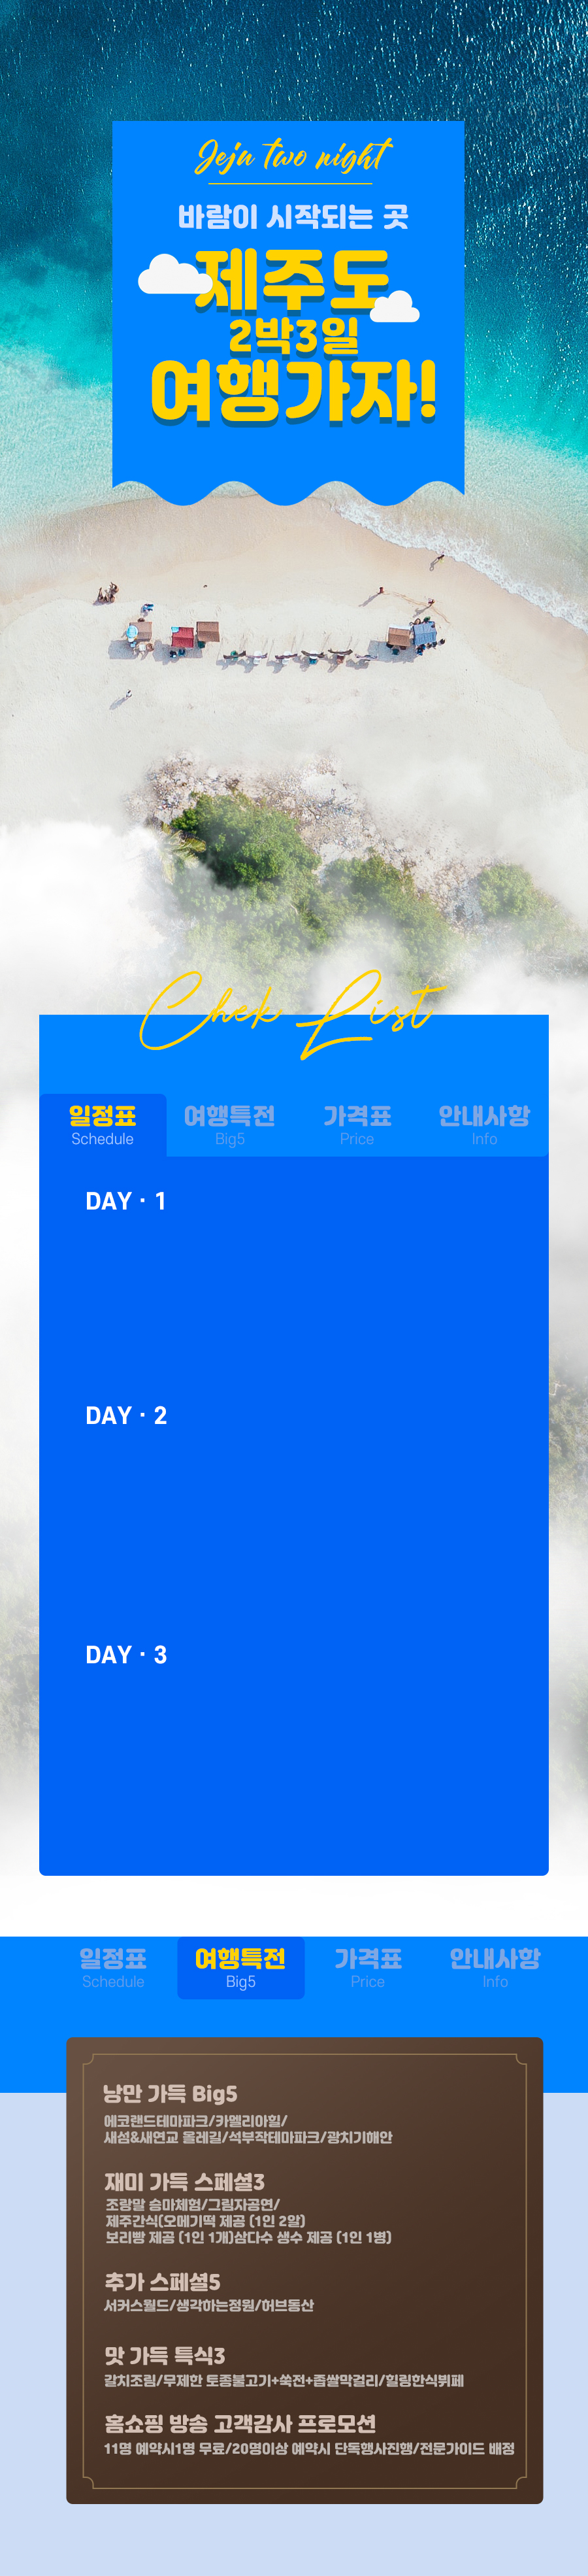 Jeja two night
바람이 시작되는 곳
제주도
2박3일
여행가자!
Chek List
일정표 여행특전 가격표 안내사항
Schedule Big5 Price Info
DAY · 1
DAY · 2
DAY · 3
일정표 여행특전 가격표 안내사항
Schedule Big5 Price Info
낭만 가득 Big5
에코랜드테마파크/카멜리아힐/
새섬&새연교 올레길/석부작테마파크/광치기해안
재미 가득 스페셜3
조랑말 승마체험/그림자공연/
제주간식(오메기떡 제공 (1인 2알)
보리빵 제공 (1인 1개)삼다수 생수 제공 (1인 1병)
추가 스페셜5
서커스월드/생각하는정원/허브동산
맛 가득 특식3
갈치조림/무제한 토종불고기+쑥전+좁쌀막걸리/힐링한식뷔페
홈쇼핑 방송 고객감사 프로모션
11명 예약시1명 무료/20명이상 예약시 단독행사진행/전문가이드 배정